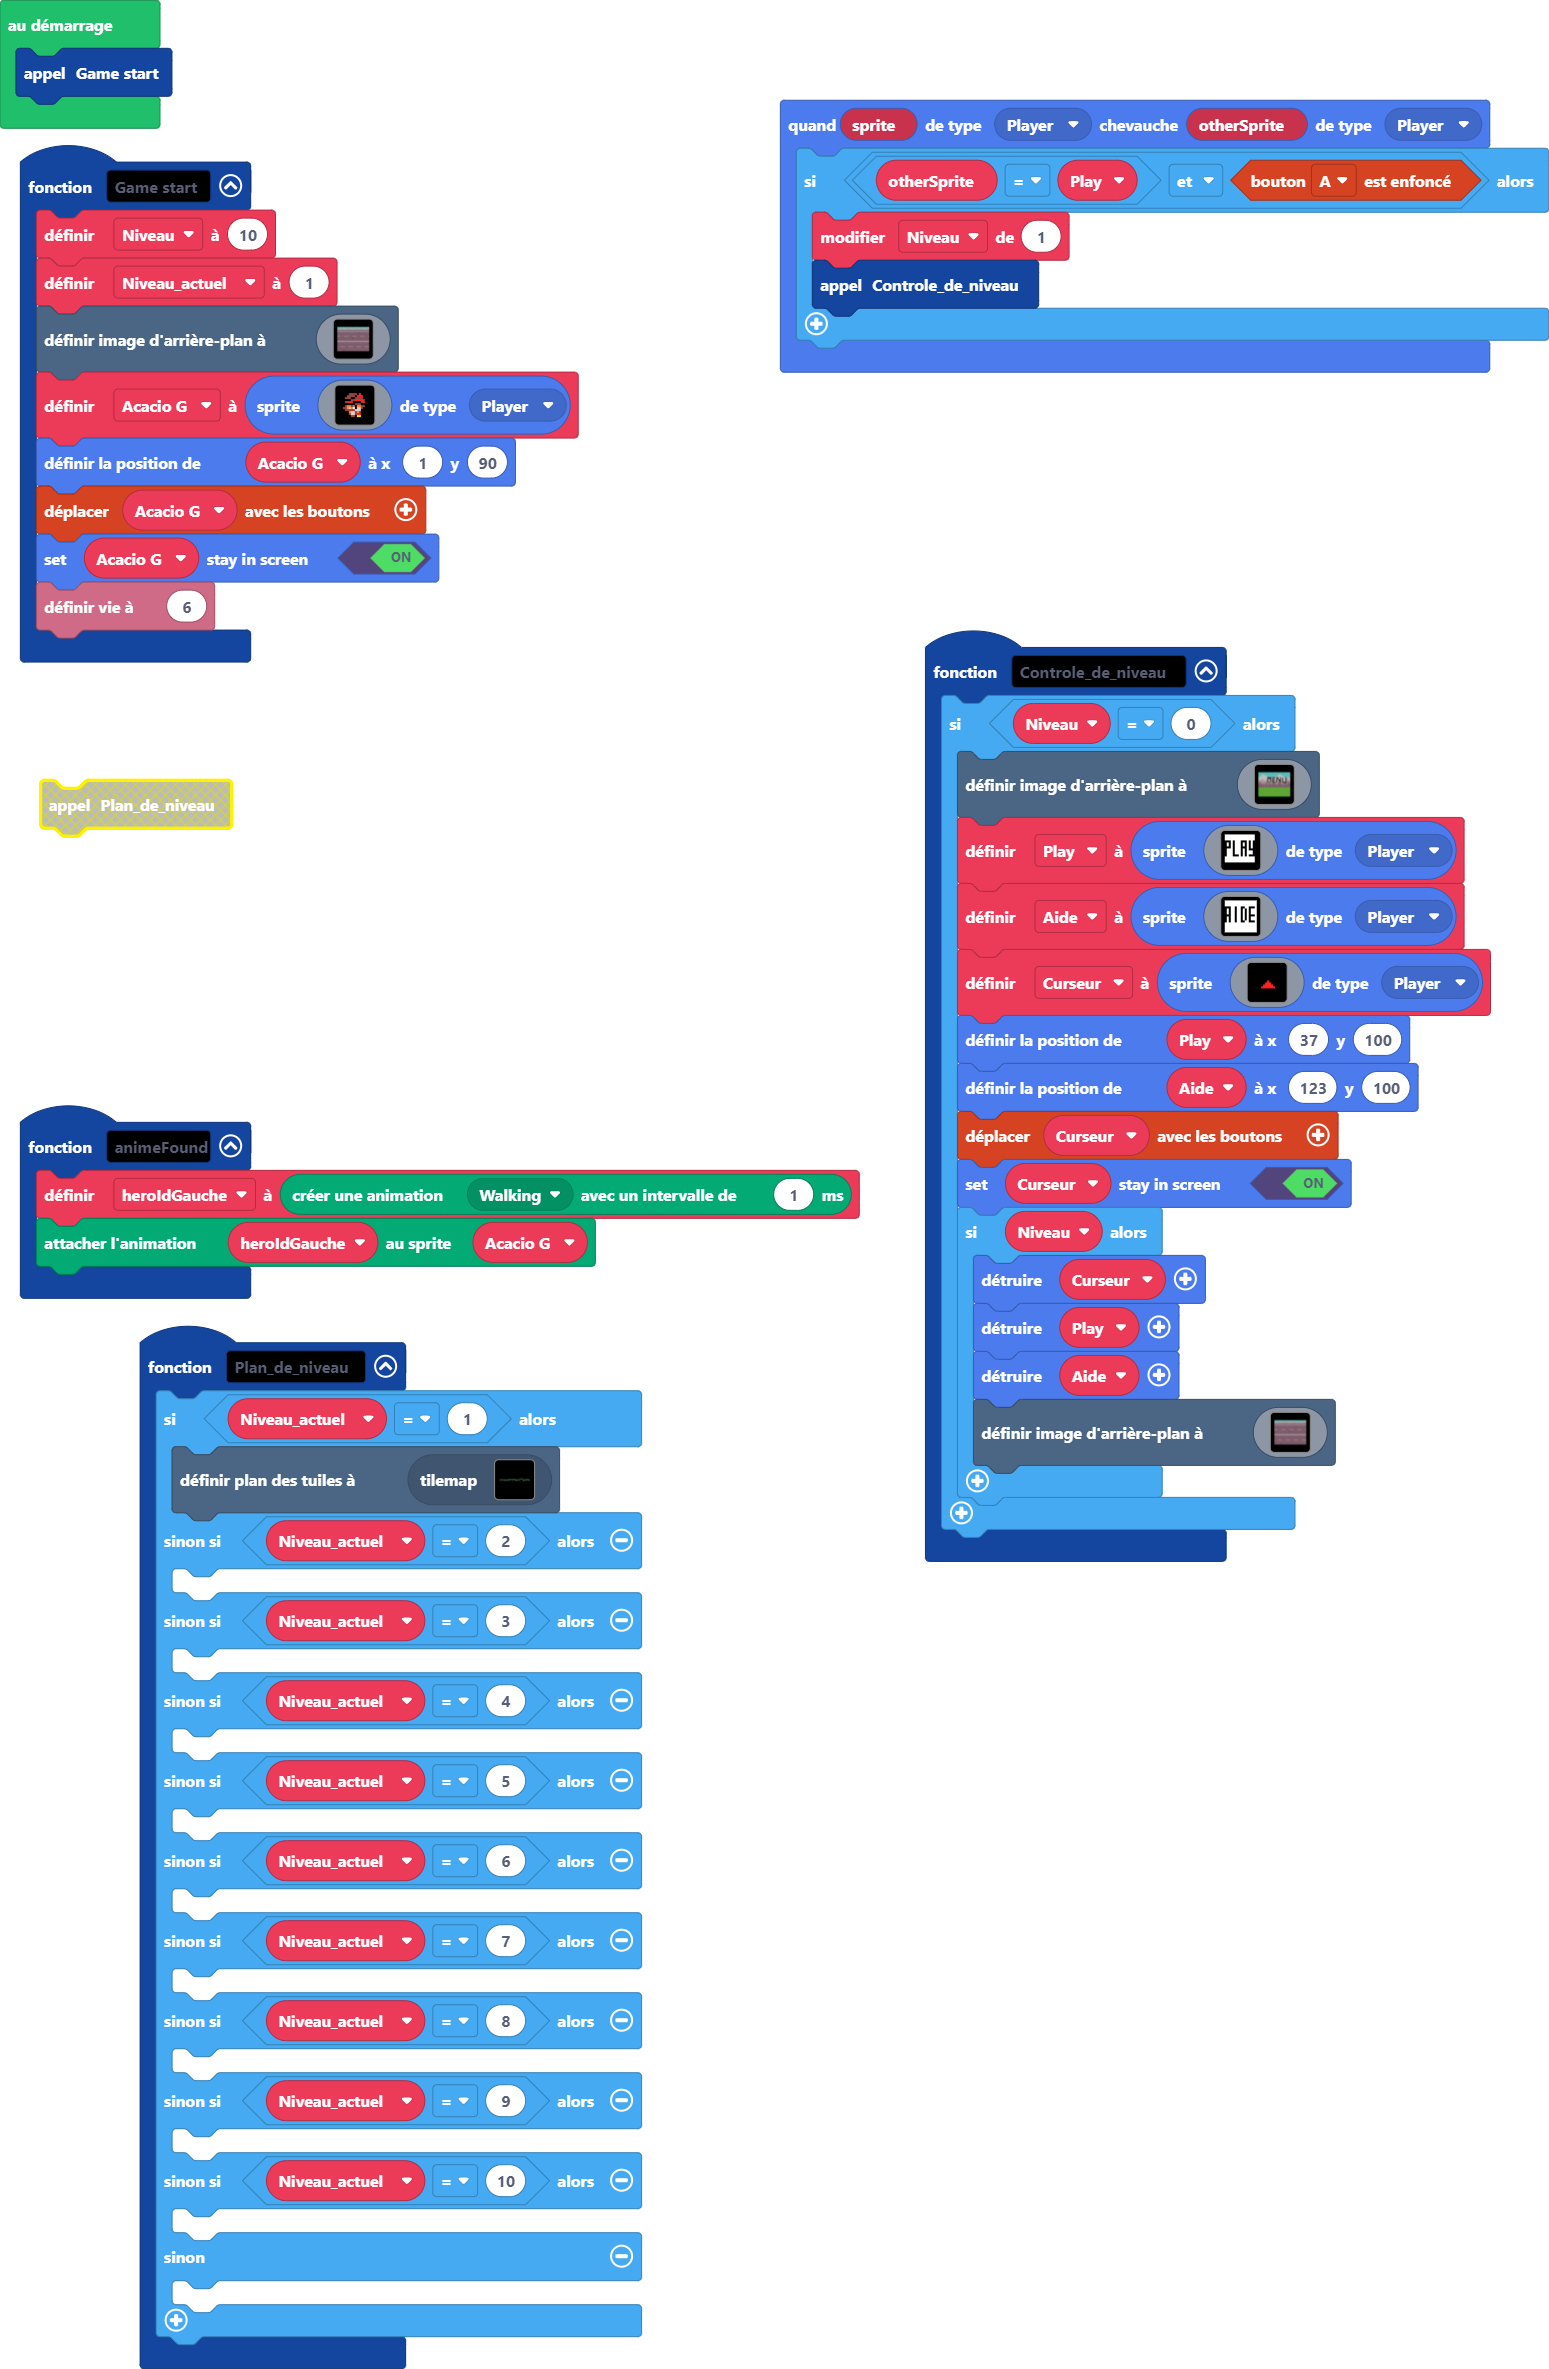 au démarrage
appel Game start
fonction Game start
définir Niveau à 10
définir Niveau_actuel à 1
définir image d'arrière-plan à
définir Acacio G à sprite de type Player
définir la position de Acacio G à x 1 y 90
déplacer Acacio G avec les boutons
set Acacio G stay in screen ON
définir vie à 6
appel Plan_de_niveau
fonction animeFound
définir heroIdGauche à créer une animation Walking avec un intervalle de 1 ms
attacher l'animation heroIdGauche au sprite Acacio G
fonction Plan_de_niveau
si Niveau_actuel = 1 alors
définir plan des tuiles à tilemap
sinon si Niveau_actuel = 2 alors
sinon si Niveau_actuel = 3 alors
sinon si Niveau_actuel = 4 alors
sinon si Niveau_actuel = 5 alors
sinon si Niveau_actuel = 6 alors
sinon si Niveau_actuel = 7 alors
sinon si Niveau_actuel = 8 alors
sinon si Niveau_actuel = 9 alors
sinon si Niveau_actuel = 10 alors
sinon
quand sprite de type Player chevauche otherSprite de type Player
si otherSprite = Play et bouton A est enfoncé alors
modifier Niveau de 1
appel Controle_de_niveau
fonction Controle_de_niveau
si Niveau = 0 alors
définir image d'arrière-plan à MENU
définir Play à sprite PLAY de type Player
définir Aide à sprite AIDE de type Player
définir Curseur à sprite de type Player
définir la position de Play à x 37 y 100
définir la position de Aide à x 123 y 100
déplacer Curseur avec les boutons
set Curseur stay in screen ON
si Niveau alors
détruire Curseur
détruire Play
détruire Aide
définir image d'arrière-plan à